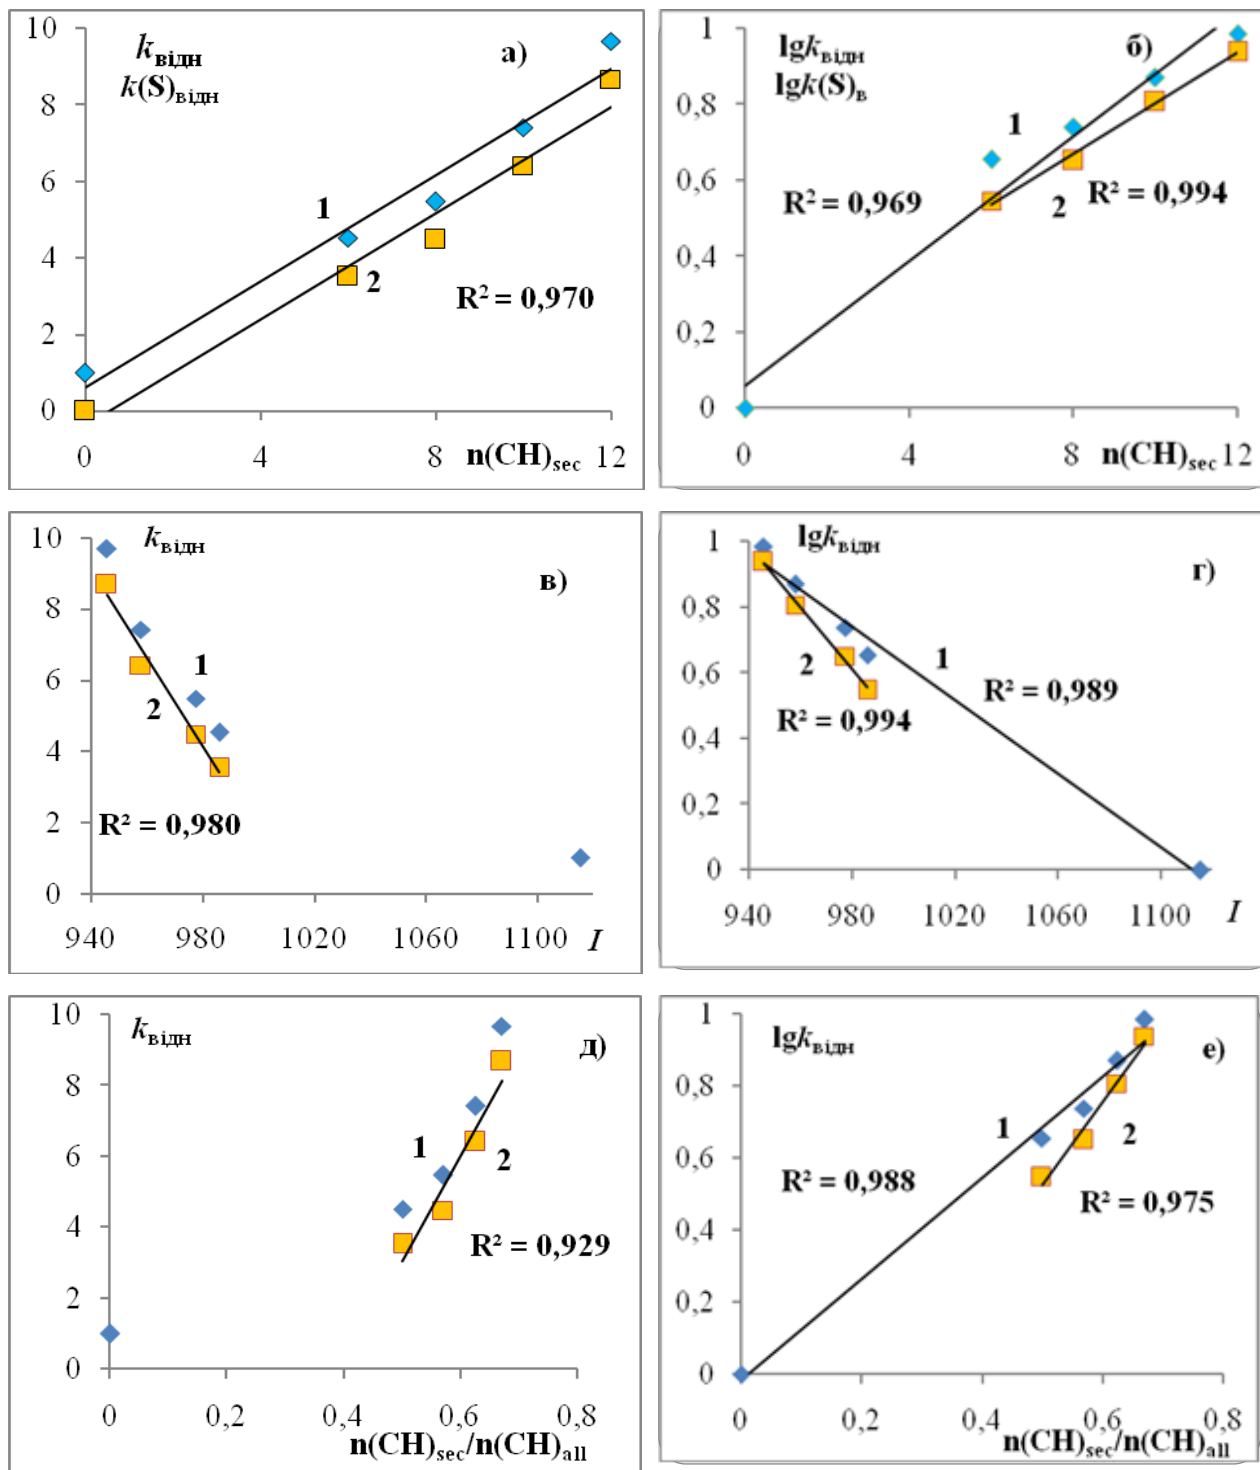 10
8
6
4
2
0
kвідн
k(S)відн
а)
1
2
R² = 0,970
0
4
8
n(CH)sec
12
1
0,8
0,6
0,4
0,2
0
lgkвідн
lgk(S)в
б)
1
R² = 0,969
2
R² = 0,994
0
4
8
n(CH)sec
12
10
8
6
4
2
0
kвідн
в)
1
2
R² = 0,980
940
980
1020
1060
1100
I
1
0,8
0,6
0,4
0,2
0
lgkвідн
г)
2
1
R² = 0,989
R² = 0,994
940
980
1020
1060
1100
I
10
8
6
4
2
0
kвідн
д)
1
2
R² = 0,929
0
0,2
0,4
0,6
0,8
n(CH)sec/n(CH)all
1
0,8
0,6
0,4
0,2
0
lgkвідн
е)
1
2
R² = 0,988
R² = 0,975
0
0,2
0,4
0,6
0,8
n(CH)sec/n(CH)all